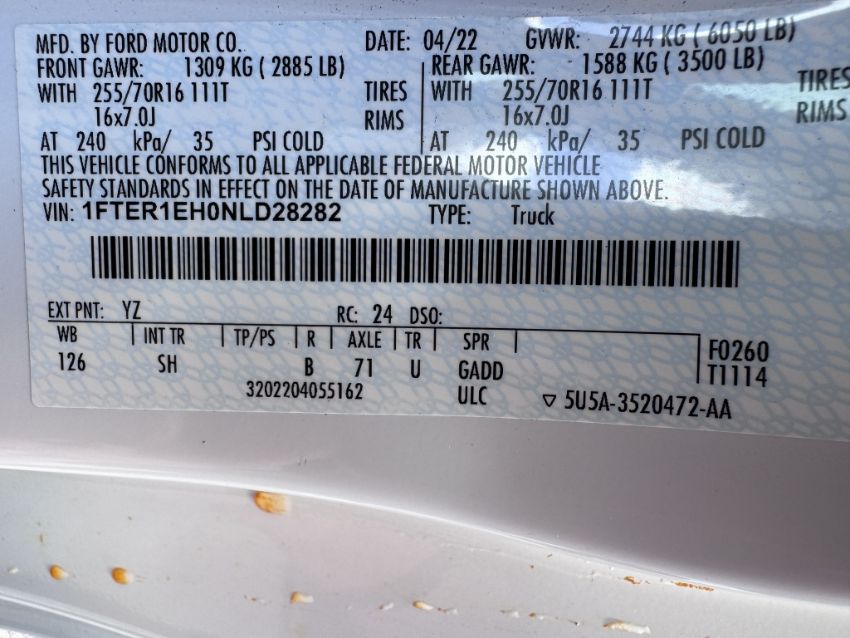 MFD. BY FORD MOTOR CO. DATE: 04/22 GVWR: 2744 KG ( 6050 LB)
FRONT GAWR: 1309 KG ( 2885 LB) REAR GAWR: 1588 KG ( 3500 LB)
WITH 255/70R16 111T TIRES WITH 255/70R16 111T TIRES
16x7.0J RIMS 16x7.0J RIMS
AT 240 kPa/ 35 PSI COLD AT 240 kPa/ 35 PSI COLD
THIS VEHICLE CONFORMS TO ALL APPLICABLE FEDERAL MOTOR VEHICLE
SAFETY STANDARDS IN EFFECT ON THE DATE OF MANUFACTURE SHOWN ABOVE.
VIN: 1FTER1EH0NLD28282 TYPE: Truck
EXT PNT: YZ RC: 24 DSO:
WB INT TR TP/PS R AXLE TR SPR F0260
126 SH B 71 U GADD T1114
3202204055162 ULC ▽ 5U5A-3520472-AA